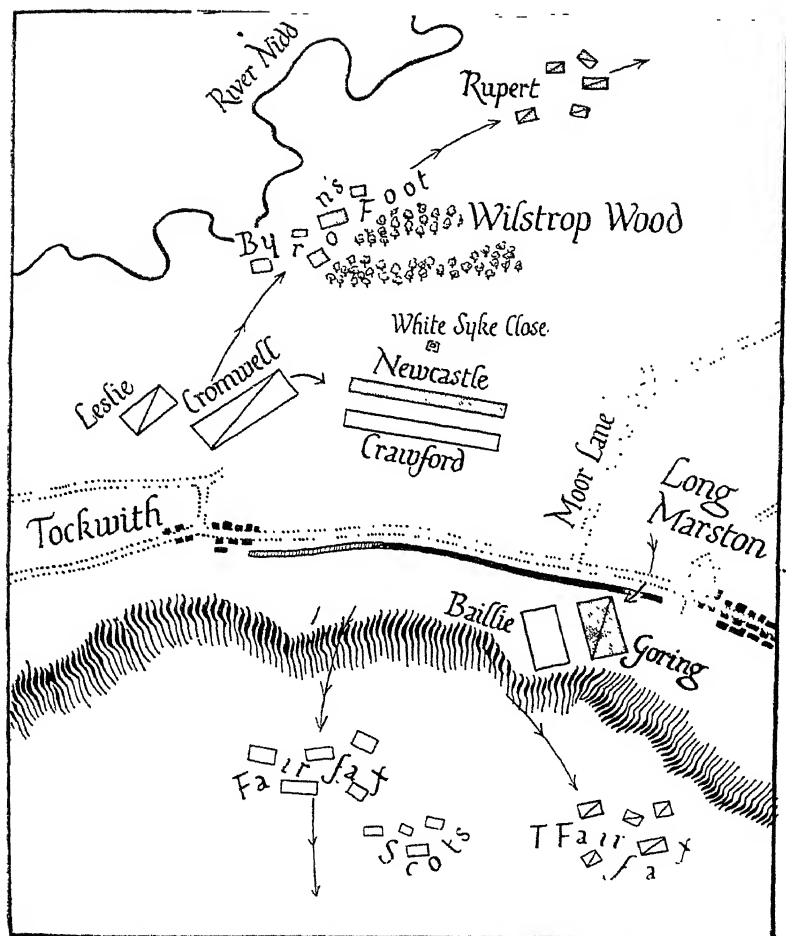 River Nidd
Rupert
Byron's Foot
Wilstrop Wood
White Syke Close
Newcastle
Leslie
Cromwell
Crawford
Moor Lane
Long
Marston
Tockwith
Baillie
Goring
Fairfax
Scots
T Fairfax